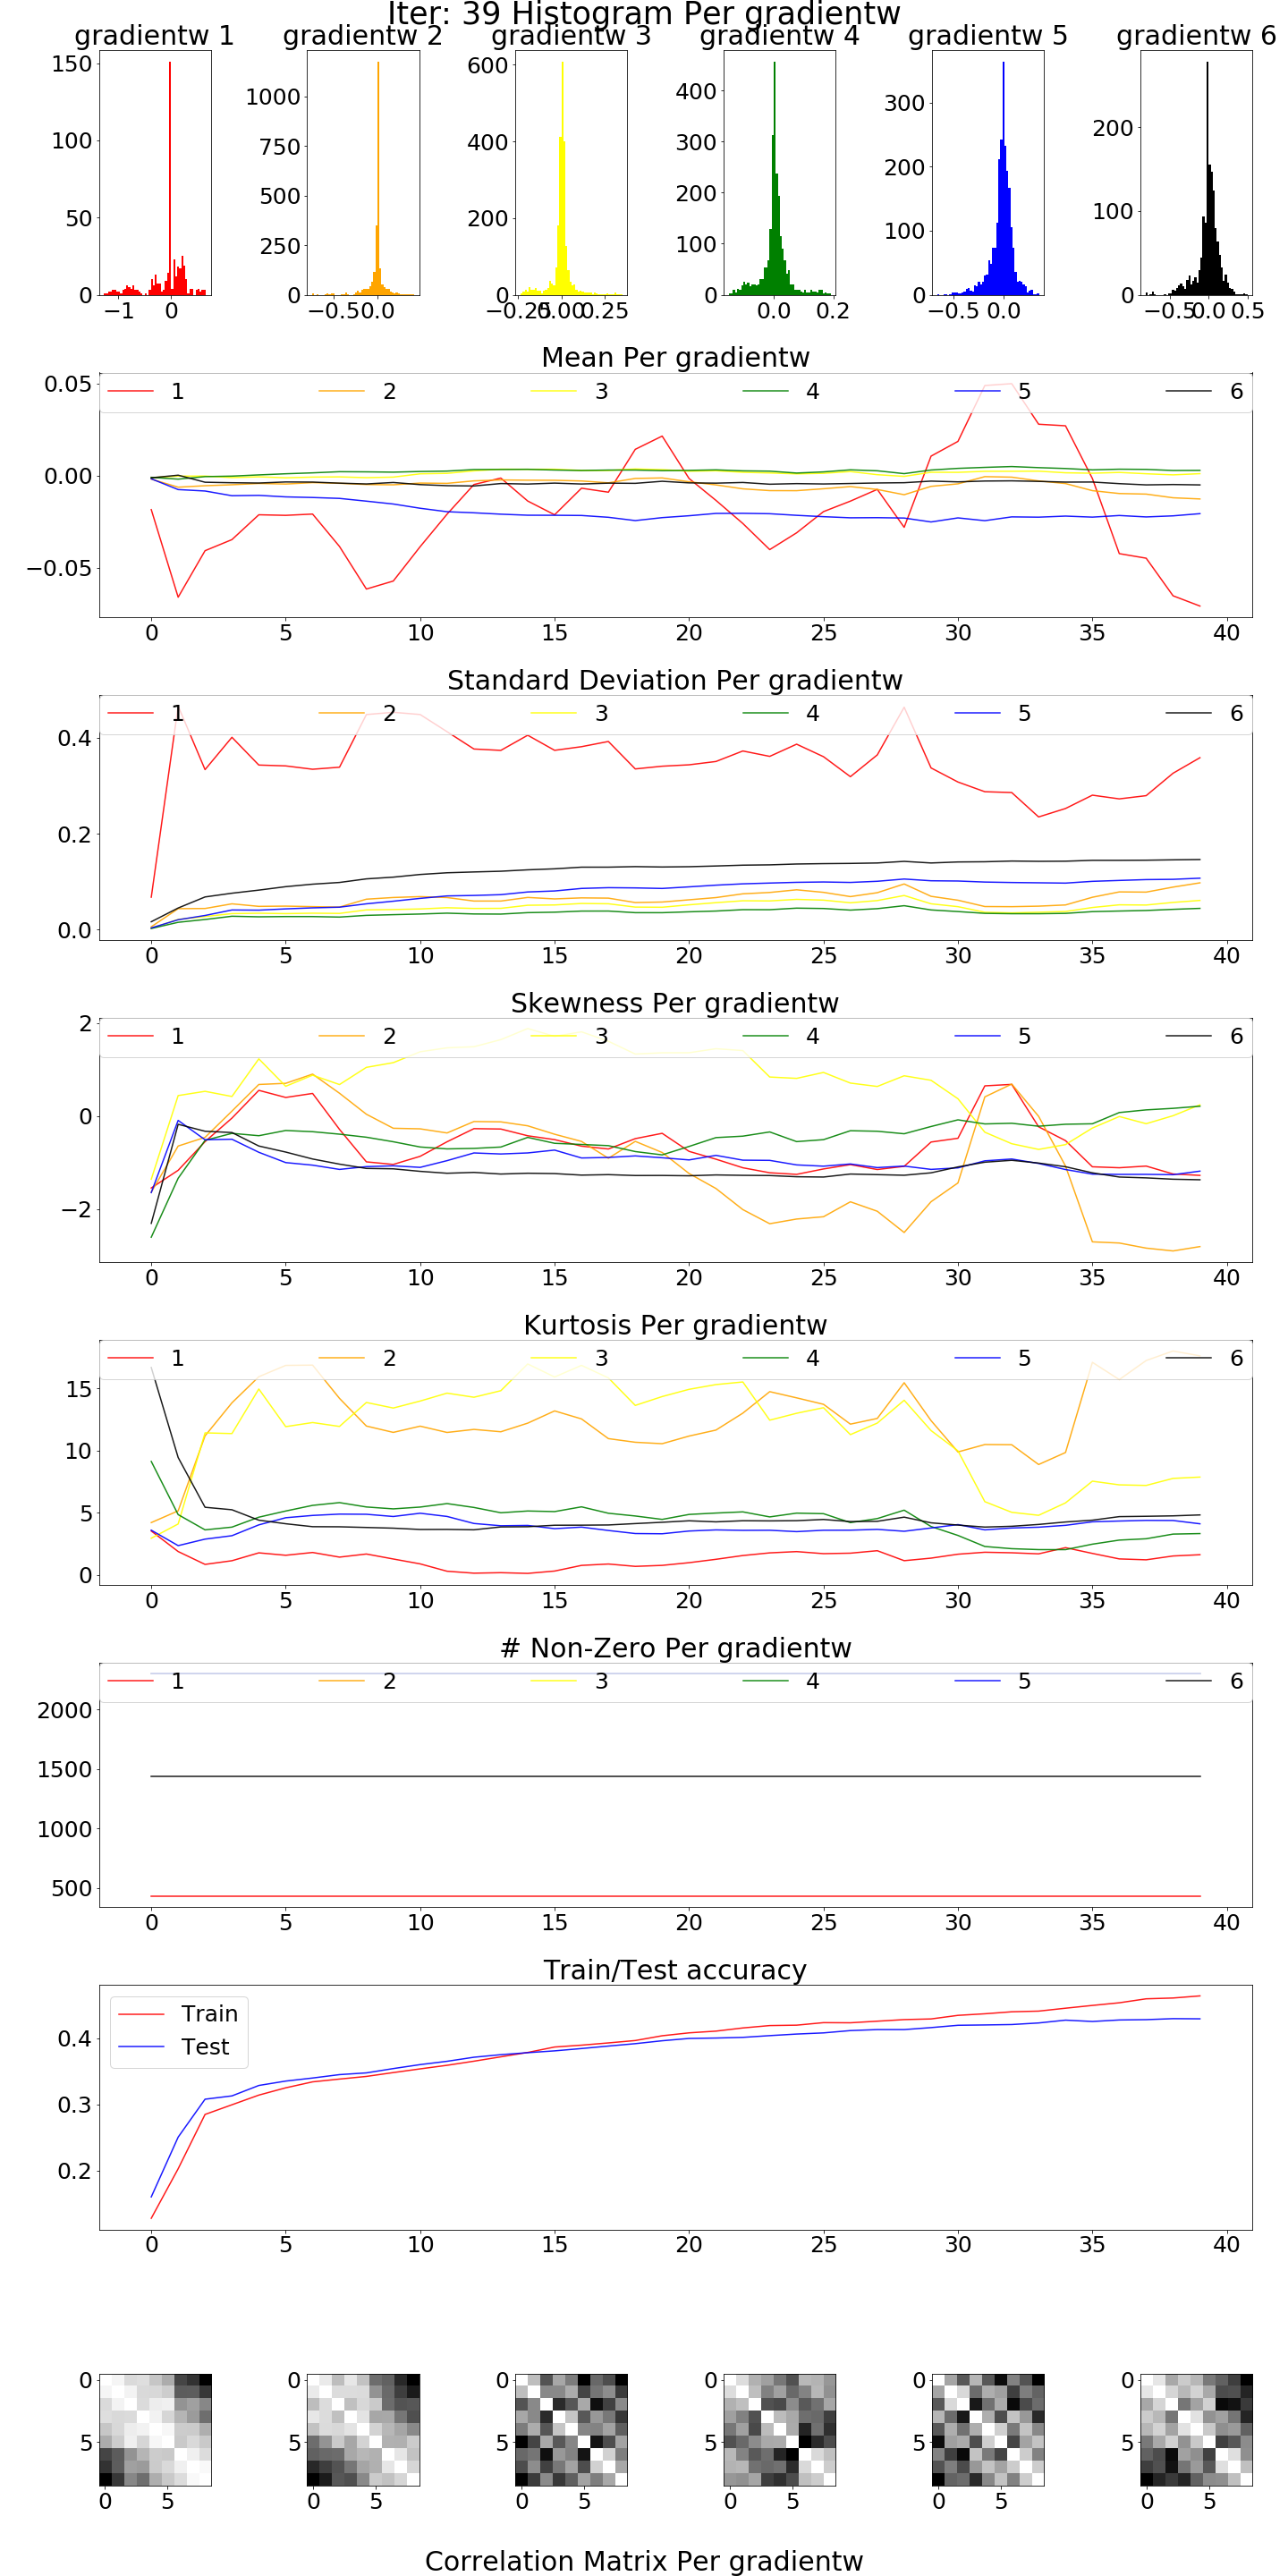 Iter: 39 Histogram Per gradientw
gradientw 1 gradientw 2 gradientw 3 gradientw 4 gradientw 5 gradientw 6
150 100 50 0 −1 0
1000 750 500 250 0 −0.5 0.0
600 400 200 0 −0.25 0.00 0.25
400 300 200 100 0 0.0 0.2
300 200 100 0 −0.5 0.0
200 100 0 −0.5 0.0 0.5
Mean Per gradientw
1 2 3 4 5 6
0.05
0.00
−0.05
0 5 10 15 20 25 30 35 40
Standard Deviation Per gradientw
1 2 3 4 5 6
0.4
0.2
0.0
0 5 10 15 20 25 30 35 40
Skewness Per gradientw
2
1 2 3 4 5 6
0
−2
0 5 10 15 20 25 30 35 40
Kurtosis Per gradientw
1 2 3 4 5 6
15
10
5
0
0 5 10 15 20 25 30 35 40
# Non-Zero Per gradientw
1 2 3 4 5 6
2000
1500
1000
500
0 5 10 15 20 25 30 35 40
Train/Test accuracy
Train
Test
0.4
0.3
0.2
0 5 10 15 20 25 30 35 40
0 0 0 0 0 0
5 5 5 5 5 5
0 5 0 5 0 5 0 5 0 5 0 5
Correlation Matrix Per gradientw